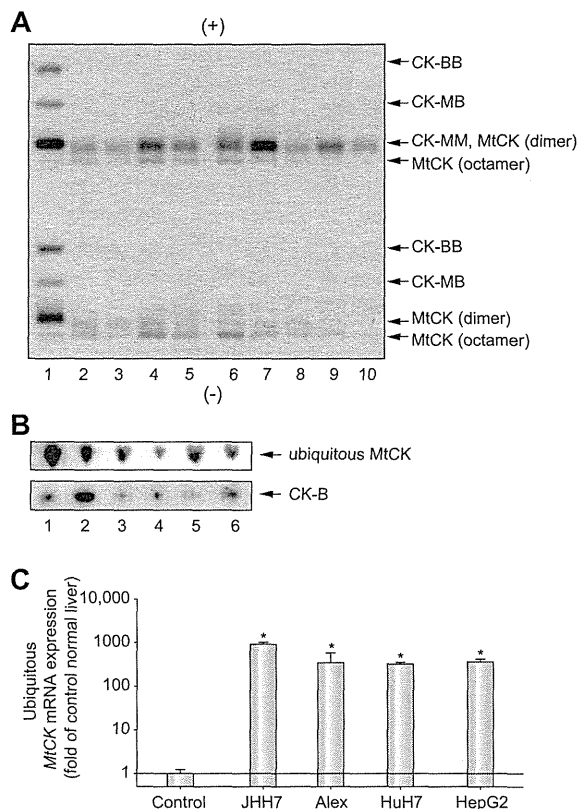 A
(+)
CK-BB
CK-MB
CK-MM, MtCK (dimer)
MtCK (octamer)
CK-BB
CK-MB
MtCK (dimer)
MtCK (octamer)
1 2 3 4 5 6 7 8 9 10
(-)
B
ubiquitous MtCK
CK-B
1 2 3 4 5 6
C
Ubiquitous
MtCK mRNA expression
(fold of control normal liver)
10,000
1000
100
10
1
* * * *
Control JHH7 Alex HuH7 HepG2